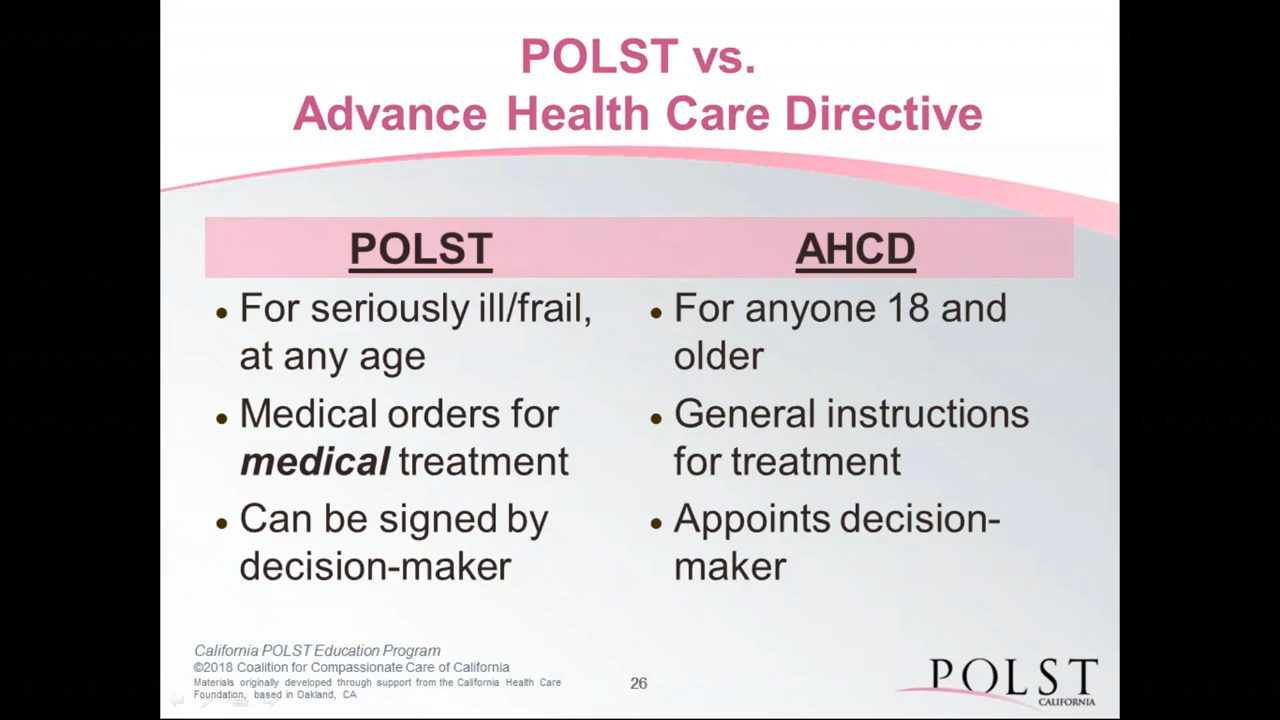 POLST vs.
Advance Health Care Directive
POLST
AHCD
• For seriously ill/frail,
at any age
• Medical orders for
medical treatment
• Can be signed by
decision-maker
• For anyone 18 and
older
• General instructions
for treatment
• Appoints decision-
maker
California POLST Education Program
©2018 Coalition for Compassionate Care of California
Materials originally developed through support from the California Health Care
Foundation, based in Oakland, CA
26
POLST
CALIFORNIA